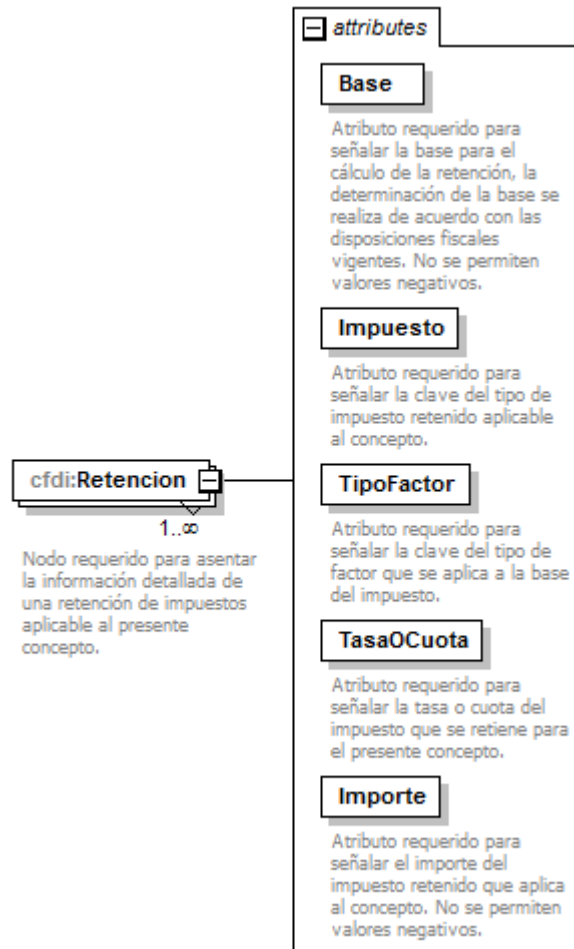 attributes
Base
Atributo requerido para
señalar la base para el
cálculo de la retención, la
determinación de la base se
realiza de acuerdo con las
disposiciones fiscales
vigentes. No se permiten
valores negativos.
Impuesto
Atributo requerido para
señalar la clave del tipo de
impuesto retenido aplicable
al concepto.
cfdi:Retencion
1..∞
Nodo requerido para asentar
la información detallada de
una retención de impuestos
aplicable al presente
concepto.
TipoFactor
Atributo requerido para
señalar la clave del tipo de
factor que se aplica a la base
del impuesto.
TasaOCuota
Atributo requerido para
señalar la tasa o cuota del
impuesto que se retiene para
el presente concepto.
Importe
Atributo requerido para
señalar el importe del
impuesto retenido que aplica
al concepto. No se permiten
valores negativos.